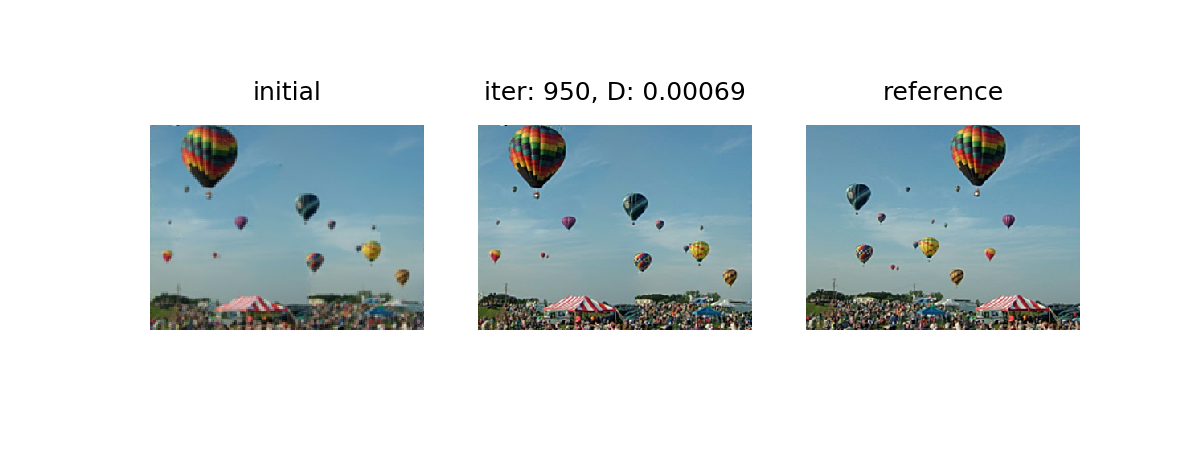 initial
iter: 950, D: 0.00069
reference